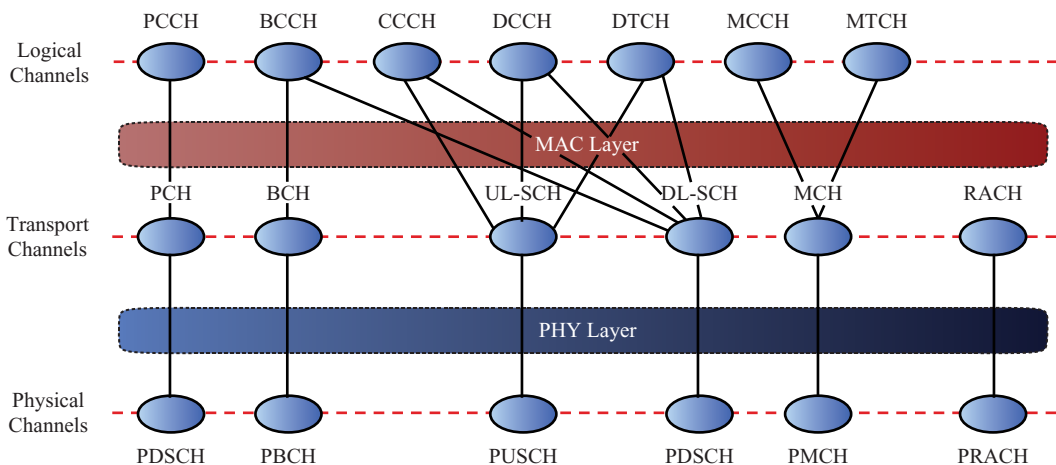 PCCH BCCH CCCH DCCH DTCH MCCH MTCH
Logical
Channels
MAC Layer
PCH BCH UL-SCH DL-SCH MCH RACH
Transport
Channels
PHY Layer
Physical
Channels
PDSCH PBCH PUSCH PDSCH PMCH PRACH